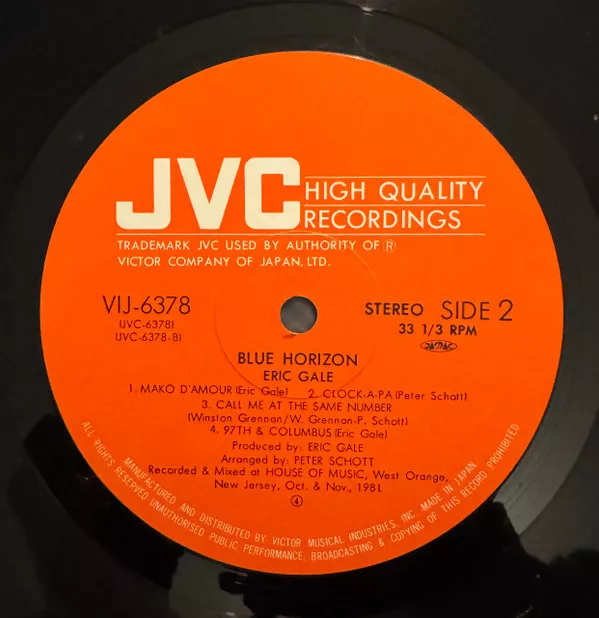 JVC HIGH QUALITY
RECORDINGS
TRADEMARK JVC USED BY AUTHORITY OF ®
VICTOR COMPANY OF JAPAN, LTD.
VIJ-6378
(JVC-6378)
(JVC-6378-B)
STEREO SIDE 2
33 1/3 RPM
BLUE HORIZON
ERIC GALE
1. MAKO D'AMOUR (Eric Gale) 2. CLOCK-A-PA (Peter Schott)
3. CALL ME AT THE SAME NUMBER
(Winston Grennan/W. Grennan-P. Schott)
4. 97TH & COLUMBUS (Eric Gale)
Produced by: ERIC GALE
Arranged by: PETER SCHOTT
Recorded & Mixed at HOUSE OF MUSIC, West Orange,
New Jersey, Oct. & Nov., 1981.
4
MANUFACTURED AND DISTRIBUTED BY VICTOR MUSICAL INDUSTRIES, INC. MADE IN JAPAN
ALL RIGHTS RESERVED UNAUTHORISED PUBLIC PERFORMANCE, BROADCASTING & COPYING OF THIS RECORD PROHIBITED